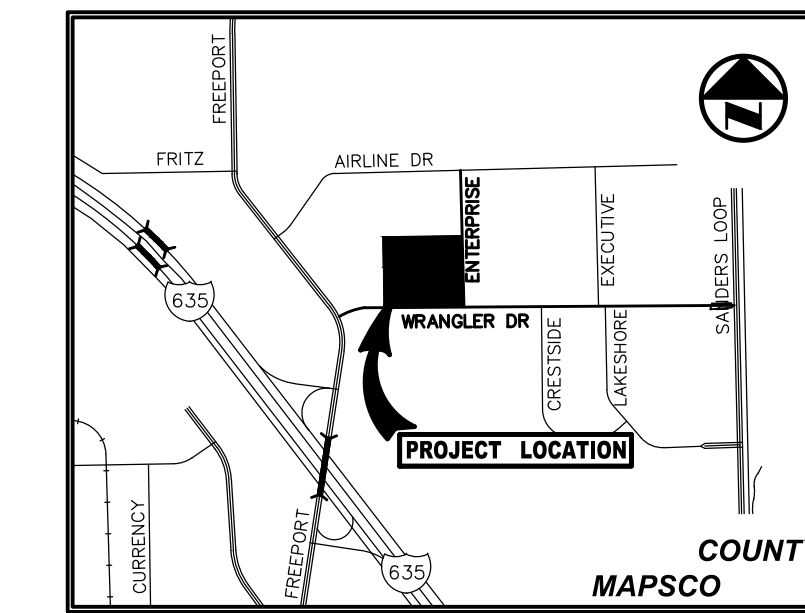 FREEPORT
FRITZ
AIRLINE DR
N
ENTERPRISE
EXECUTIVE
SANDERS LOOP
635
WRANGLER DR
CRESTSIDE
LAKESHORE
PROJECT LOCATION
CURRENCY
FREEPORT
635
COUNT
MAPSCO